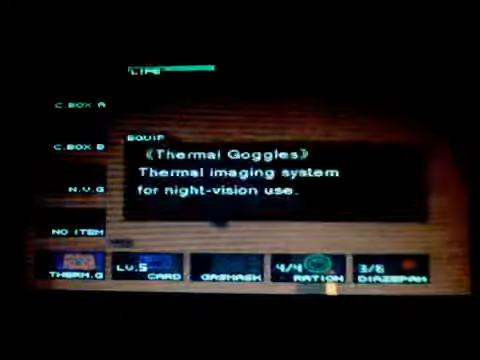 LIFE
C.BOX A
C.BOX B
N.V.G
NO ITEM
EQUIP
《Thermal Goggles》
Thermal imaging system
for night-vision use.
THERM.G
LV.5
CARD
GASMASK
4/4
RATION
3/6
DIAZEPAM